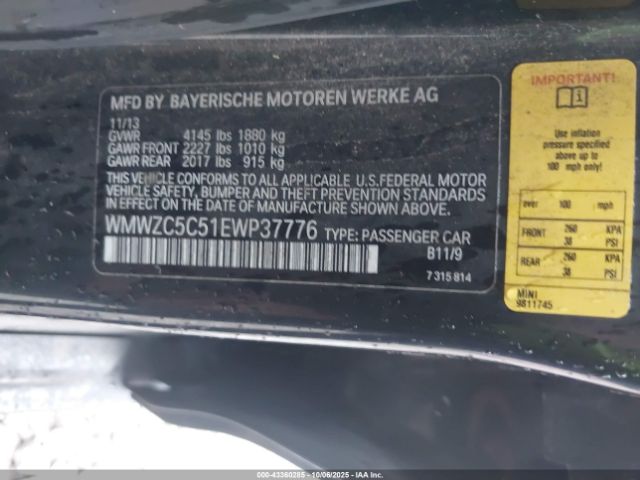 MFD BY BAYERISCHE MOTOREN WERKE AG
11/13
GVWR 4145 lbs 1880 kg
GAWR FRONT 2227 lbs 1010 kg
GAWR REAR 2017 lbs 915 kg
THIS VEHICLE CONFORMS TO ALL APPLICABLE U.S.FEDERAL MOTOR
VEHICLE SAFETY, BUMPER AND THEFT PREVENTION STANDARDS
IN EFFECT ON THE DATE OF MANUFACTURE SHOWN ABOVE.
WMWZC5C51EWP37776 TYPE: PASSENGER CAR
B11/9
7 315 814
IMPORTANT!
Use inflation
pressure specified
above up to
100 mph only!
over 100 mph
FRONT 260 KPA
38 PSI
REAR 260 KPA
38 PSI
MINI
9811745
000-43360285 - 10/06/2025 - IAA Inc.